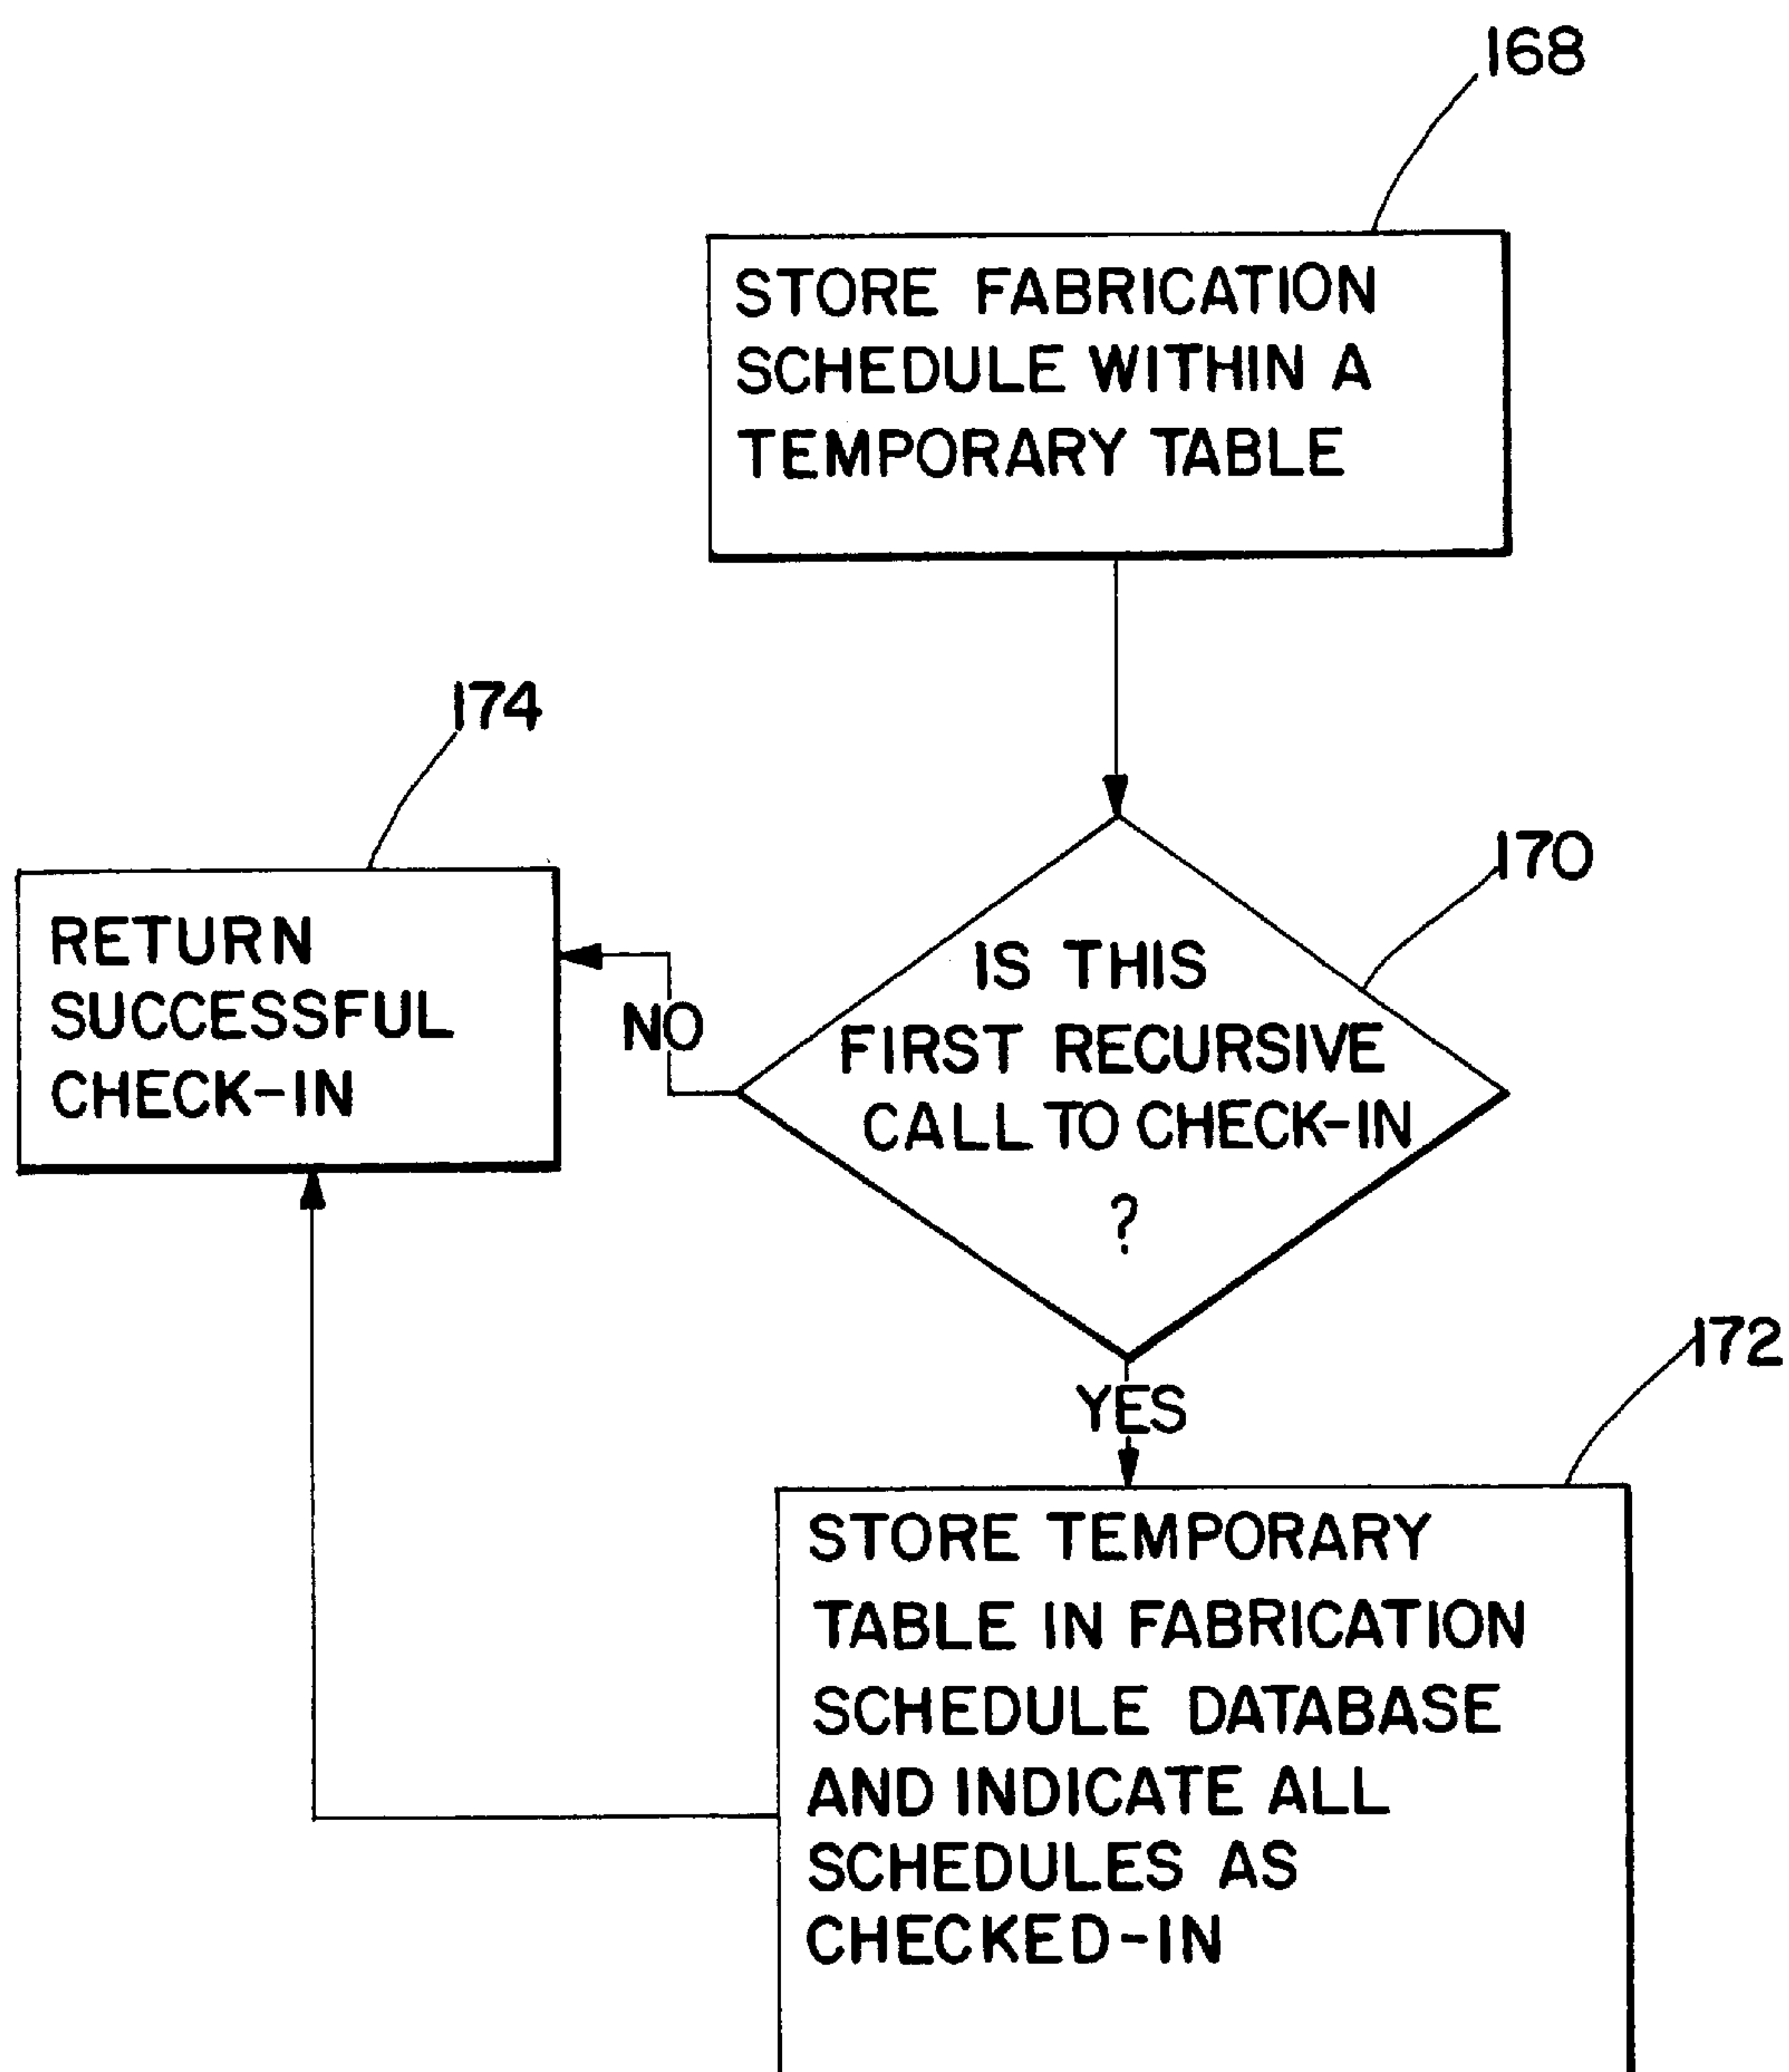 168
STORE FABRICATION
SCHEDULE WITHIN A
TEMPORARY TABLE
174
RETURN
SUCCESSFUL
CHECK-IN
NO
170
IS THIS
FIRST RECURSIVE
CALL TO CHECK-IN
?
YES
172
STORE TEMPORARY
TABLE IN FABRICATION
SCHEDULE DATABASE
AND INDICATE ALL
SCHEDULES AS
CHECKED-IN